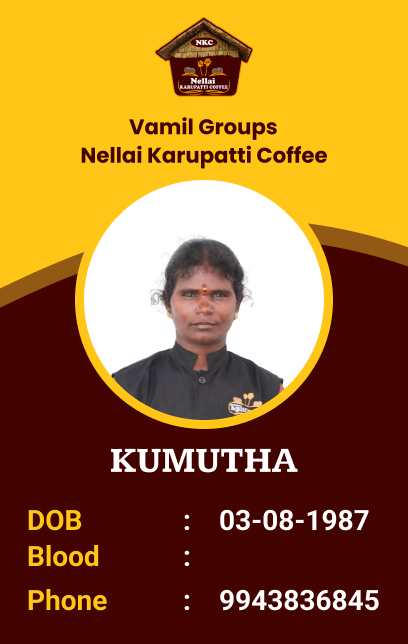 NKC
Nellai
KARUPATTI COFFEE
Vamil Groups
Nellai Karupatti Coffee
KUMUTHA
DOB : 03-08-1987
Blood :
Phone : 9943836845